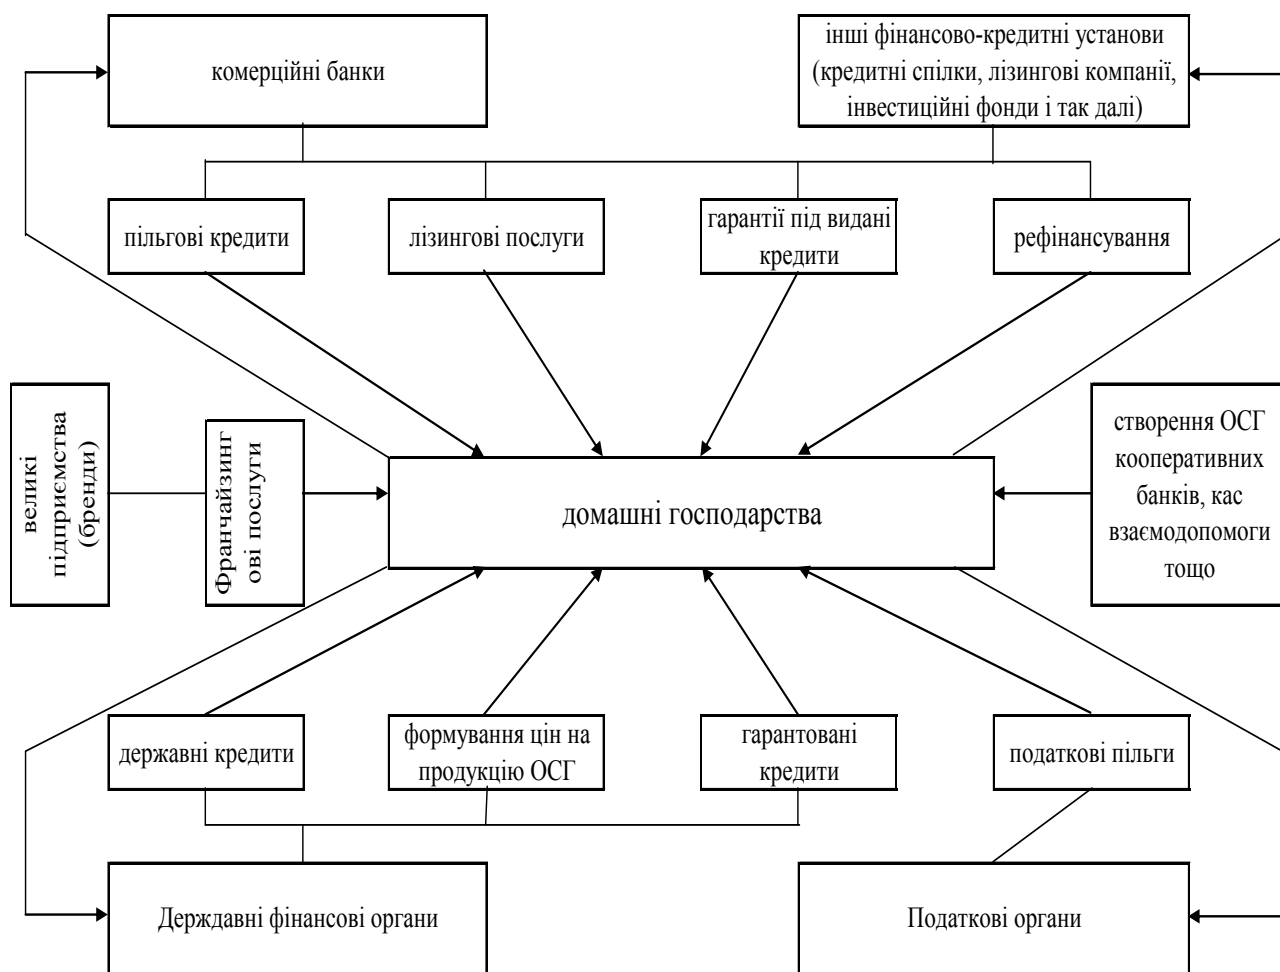 комерційні банки
інші фінансово-кредитні установи
(кредитні спілки, лізингові компанії,
інвестиційні фонди і так далі)
пільгові кредити
лізингові послуги
гарантії під видані
кредити
рефінансування
великі
підприємства
(бренди)
Франчайзинг
ові послуги
домашні господарства
створення ОСГ
кооперативних
банків, кас
взаємодопомоги
тощо
державні кредити
формування цін на
продукцію ОСГ
гарантовані
кредити
податкові пільги
Державні фінансові органи
Податкові органи